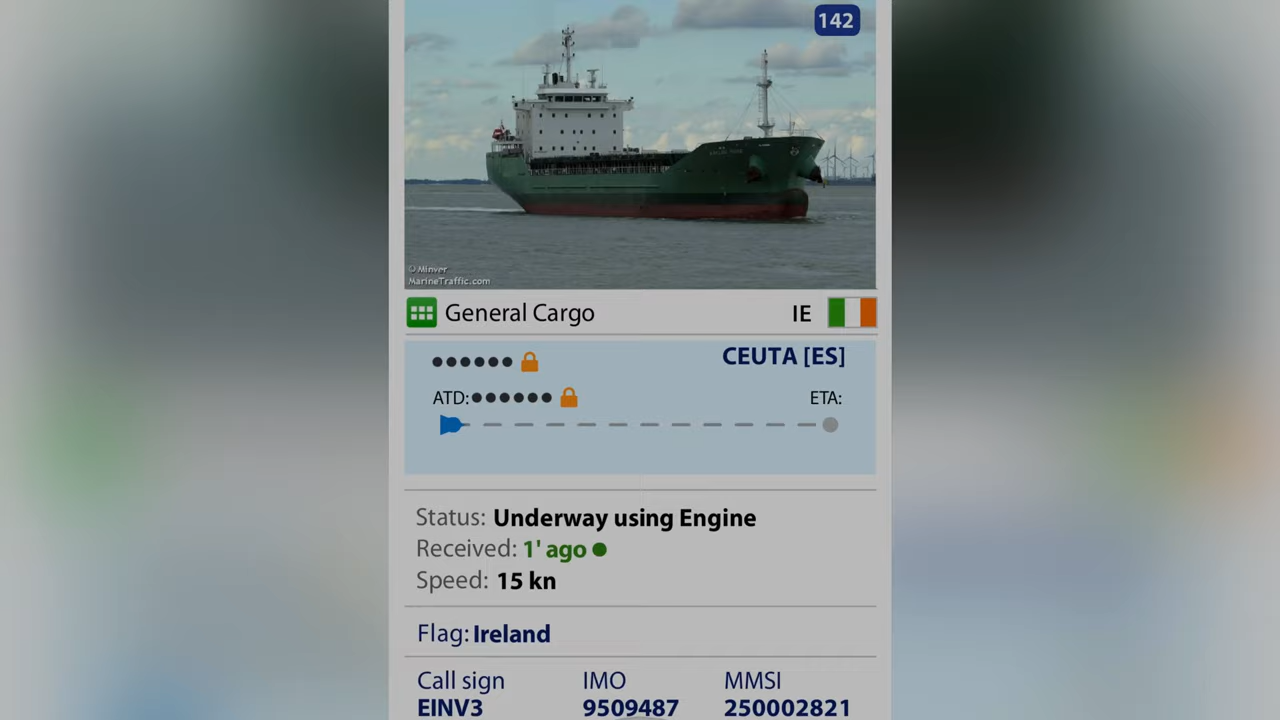 142
© Minver
MarineTraffic.com
General Cargo IE
●●●●●● CEUTA [ES]
ATD:●●●●●● ETA:
Status: Underway using Engine
Received: 1' ago
Speed: 15 kn
Flag: Ireland
Call sign IMO MMSI
EINV3 9509487 250002821